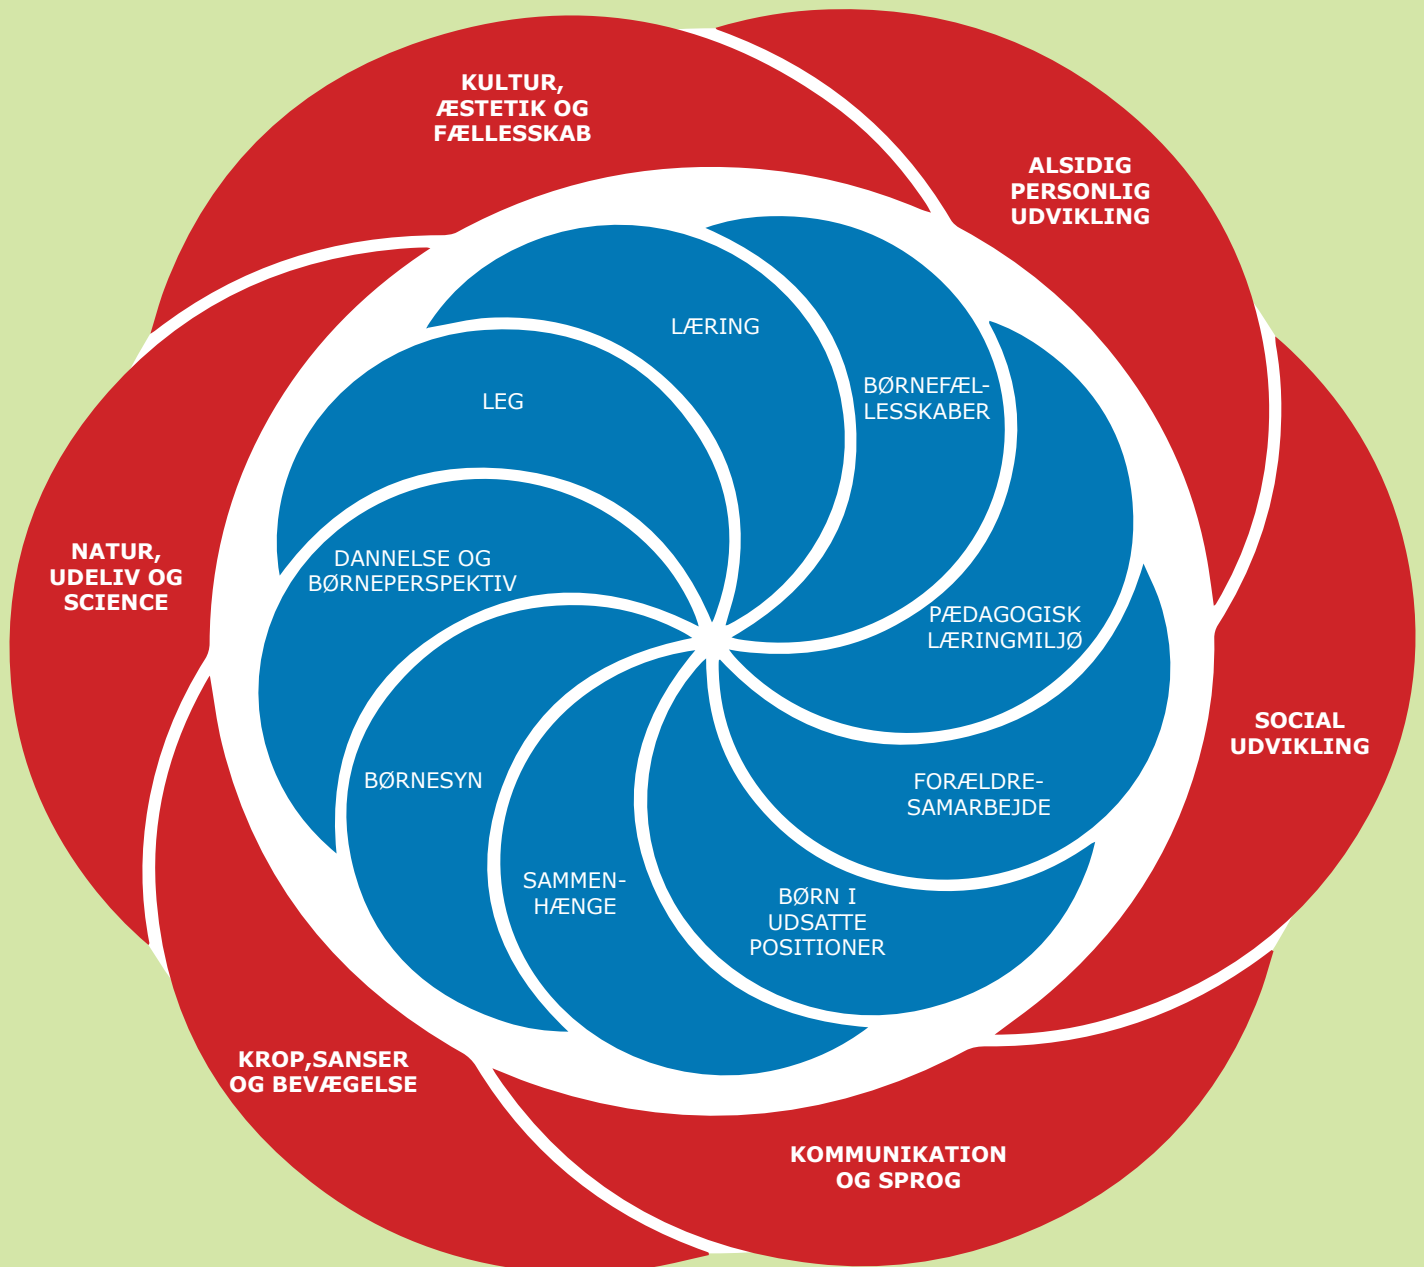 KULTUR,
ÆSTETIK OG
FÆLLESSKAB
ALSIDIG
PERSONLIG
UDVIKLING
LÆRING
BØRNEFÆL-
LESSKABER
LEG
NATUR,
UDELIV OG
SCIENCE
DANNELSE OG
BØRNEPERSPEKTIV
PÆDAGOGISK
LÆRINGMILJØ
SOCIAL
UDVIKLING
BØRNESYN
FORÆLDRE-
SAMARBEJDE
SAMMEN-
HÆNGE
BØRN I
UDSATTE
POSITIONER
KROP,SANSER
OG BEVÆGELSE
KOMMUNIKATION
OG SPROG